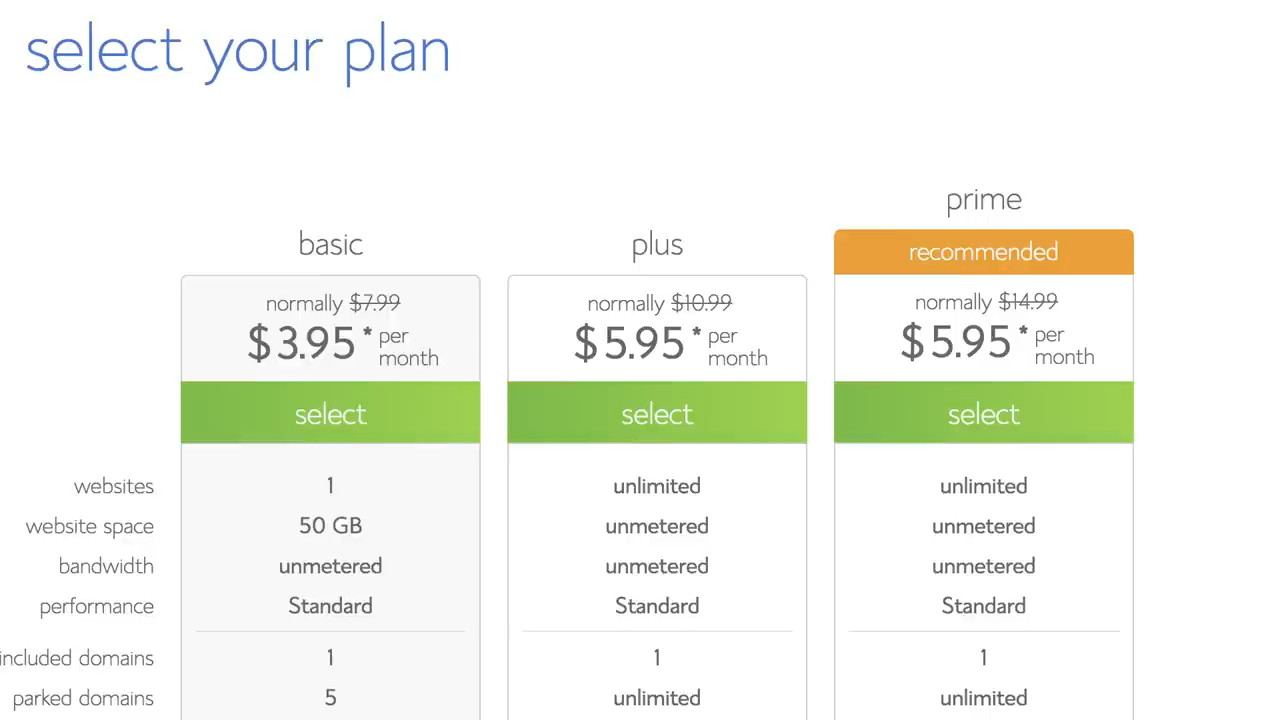 select your plan
prime
basic plus recommended
normally $7.99 normally $10.99 normally $14.99
$3.95* per month $5.95* per month $5.95* per month
select select select
websites 1 unlimited unlimited
website space 50 GB unmetered unmetered
bandwidth unmetered unmetered unmetered
performance Standard Standard Standard
included domains 1 1 1
parked domains 5 unlimited unlimited